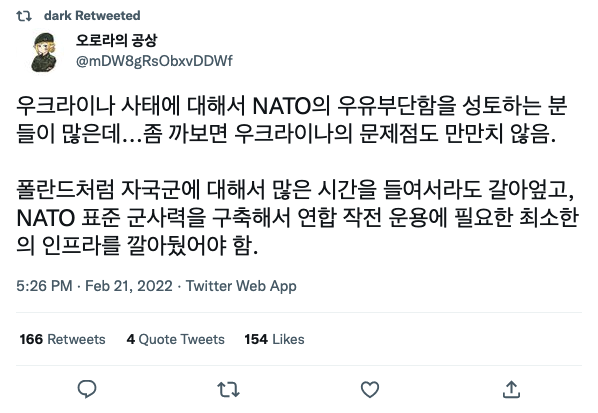 dark Retweeted
오로라의 공상
@mDW8gRsObxvDDWf
우크라이나 사태에 대해서 NATO의 우유부단함을 성토하는 분
들이 많은데...좀 까보면 우크라이나의 문제점도 만만치 않음.
폴란드처럼 자국군에 대해서 많은 시간을 들여서라도 갈아엎고,
NATO 표준 군사력을 구축해서 연합 작전 운용에 필요한 최소한
의 인프라를 깔아뒀어야 함.
5:26 PM · Feb 21, 2022 · Twitter Web App
166 Retweets 4 Quote Tweets 154 Likes